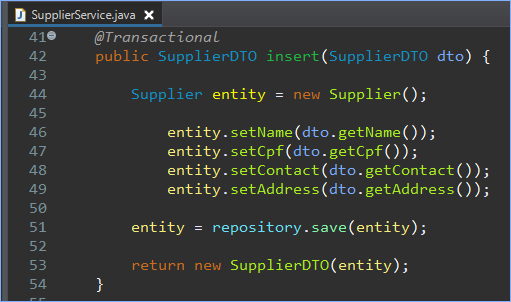 SupplierService.java
41 @Transactional
42 public SupplierDTO insert(SupplierDTO dto) {
43
44 Supplier entity = new Supplier();
45
46 entity.setName(dto.getName());
47 entity.setCpf(dto.getCpf());
48 entity.setContact(dto.getContact());
49 entity.setAddress(dto.getAddress());
50
51 entity = repository.save(entity);
52
53 return new SupplierDTO(entity);
54 }